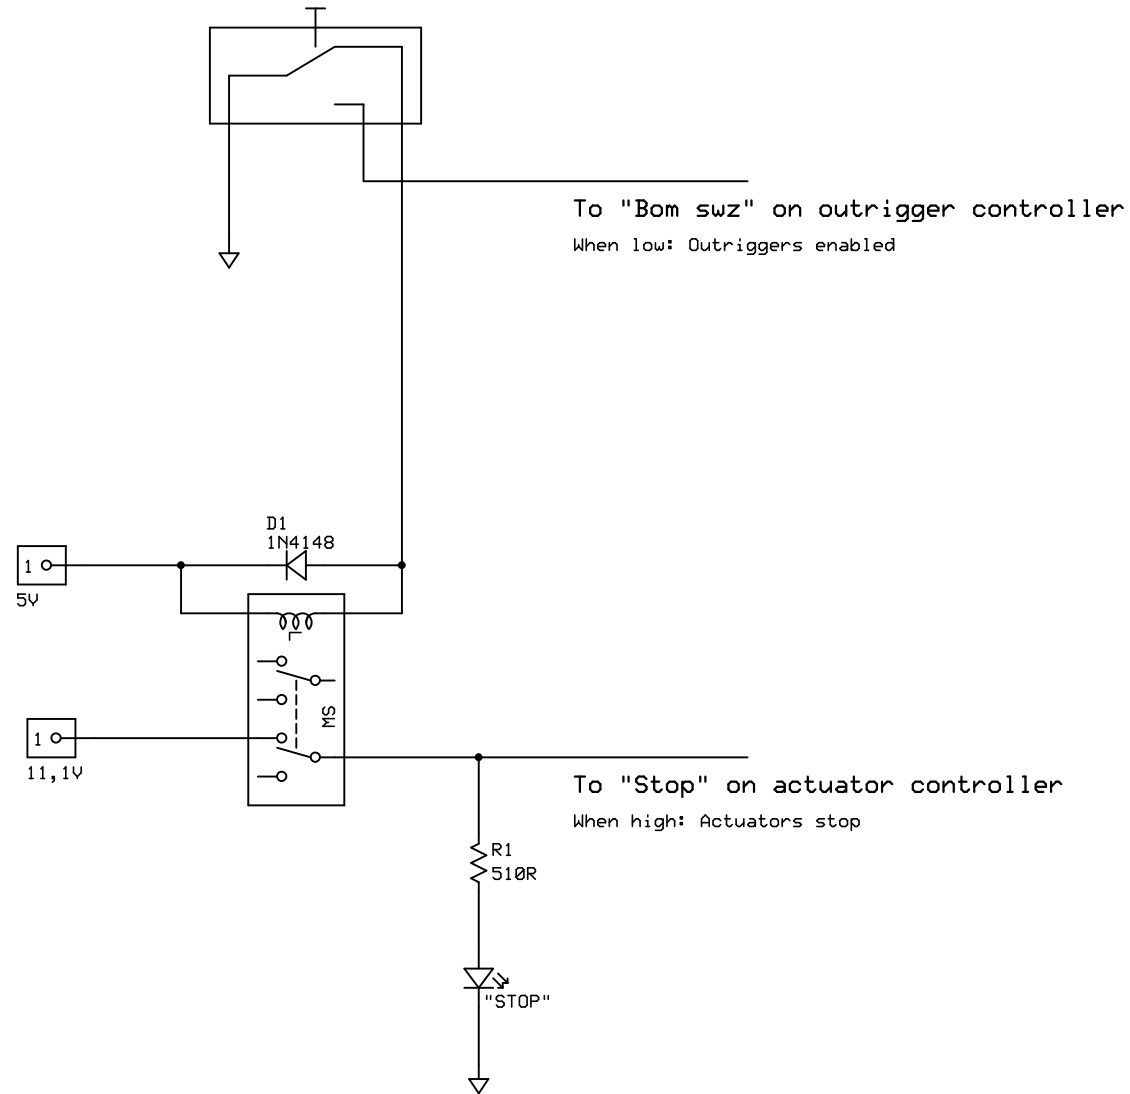 To "Bom swz" on outrigger controller
When low: Outriggers enabled
D1
1N4148
1
5V
MS
1
11,1V
To "Stop" on actuator controller
When high: Actuators stop
R1
510R
"STOP"